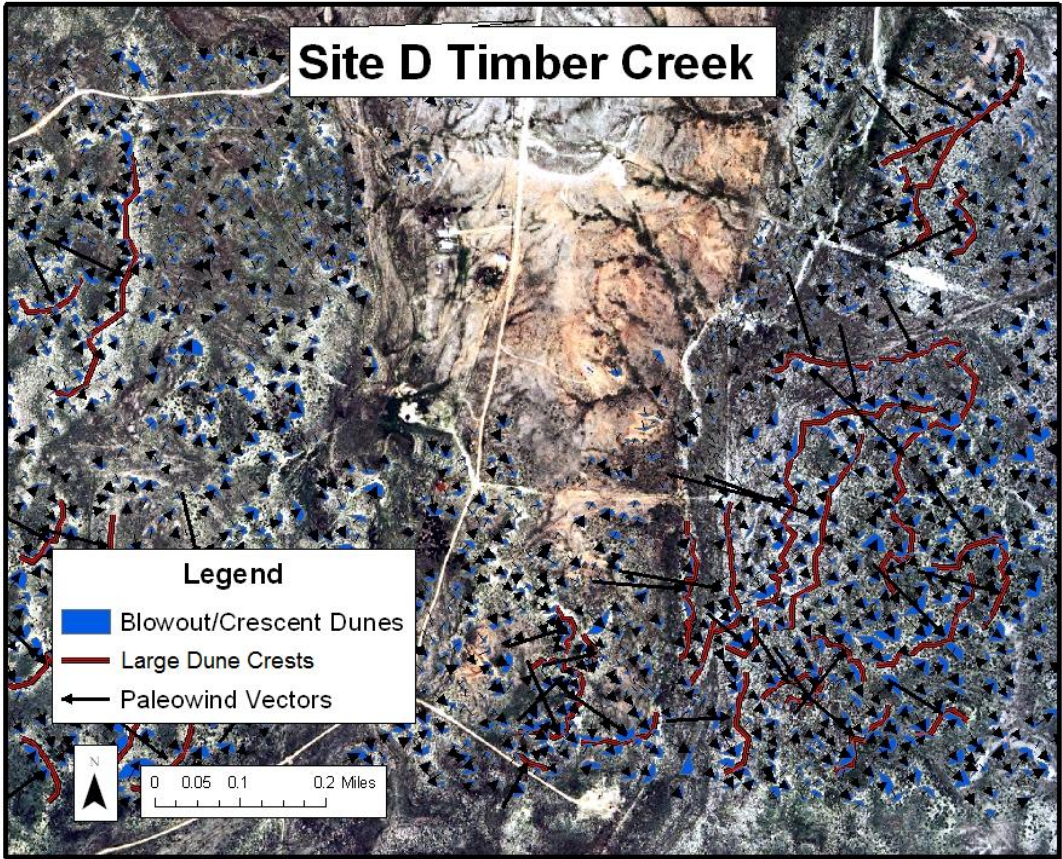 Site D Timber Creek
Legend
Blowout/Crescent Dunes
Large Dune Crests
Paleowind Vectors
N
0 0.05 0.1 0.2 Miles